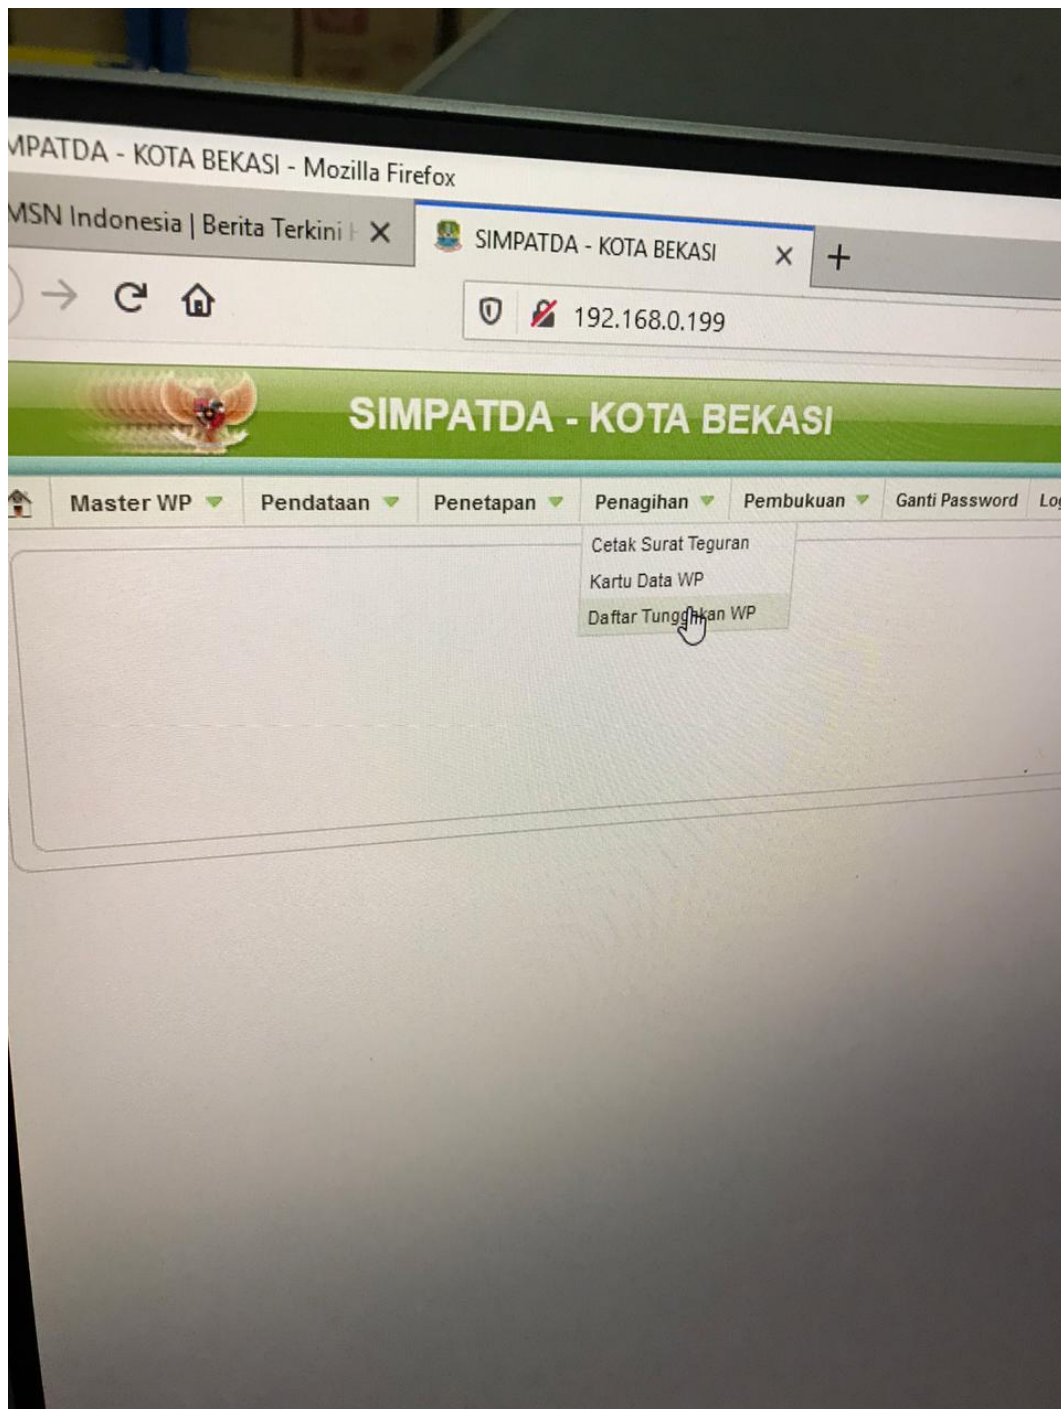 MPATDA - KOTA BEKASI - Mozilla Firefox
MSN Indonesia | Berita Terkini
SIMPATDA - KOTA BEKASI
192.168.0.199
SIMPATDA - KOTA BEKASI
Master WP Pendataan Penetapan Penagihan Pembukuan Ganti Password
Cetak Surat Teguran
Kartu Data WP
Daftar Tunggakan WP